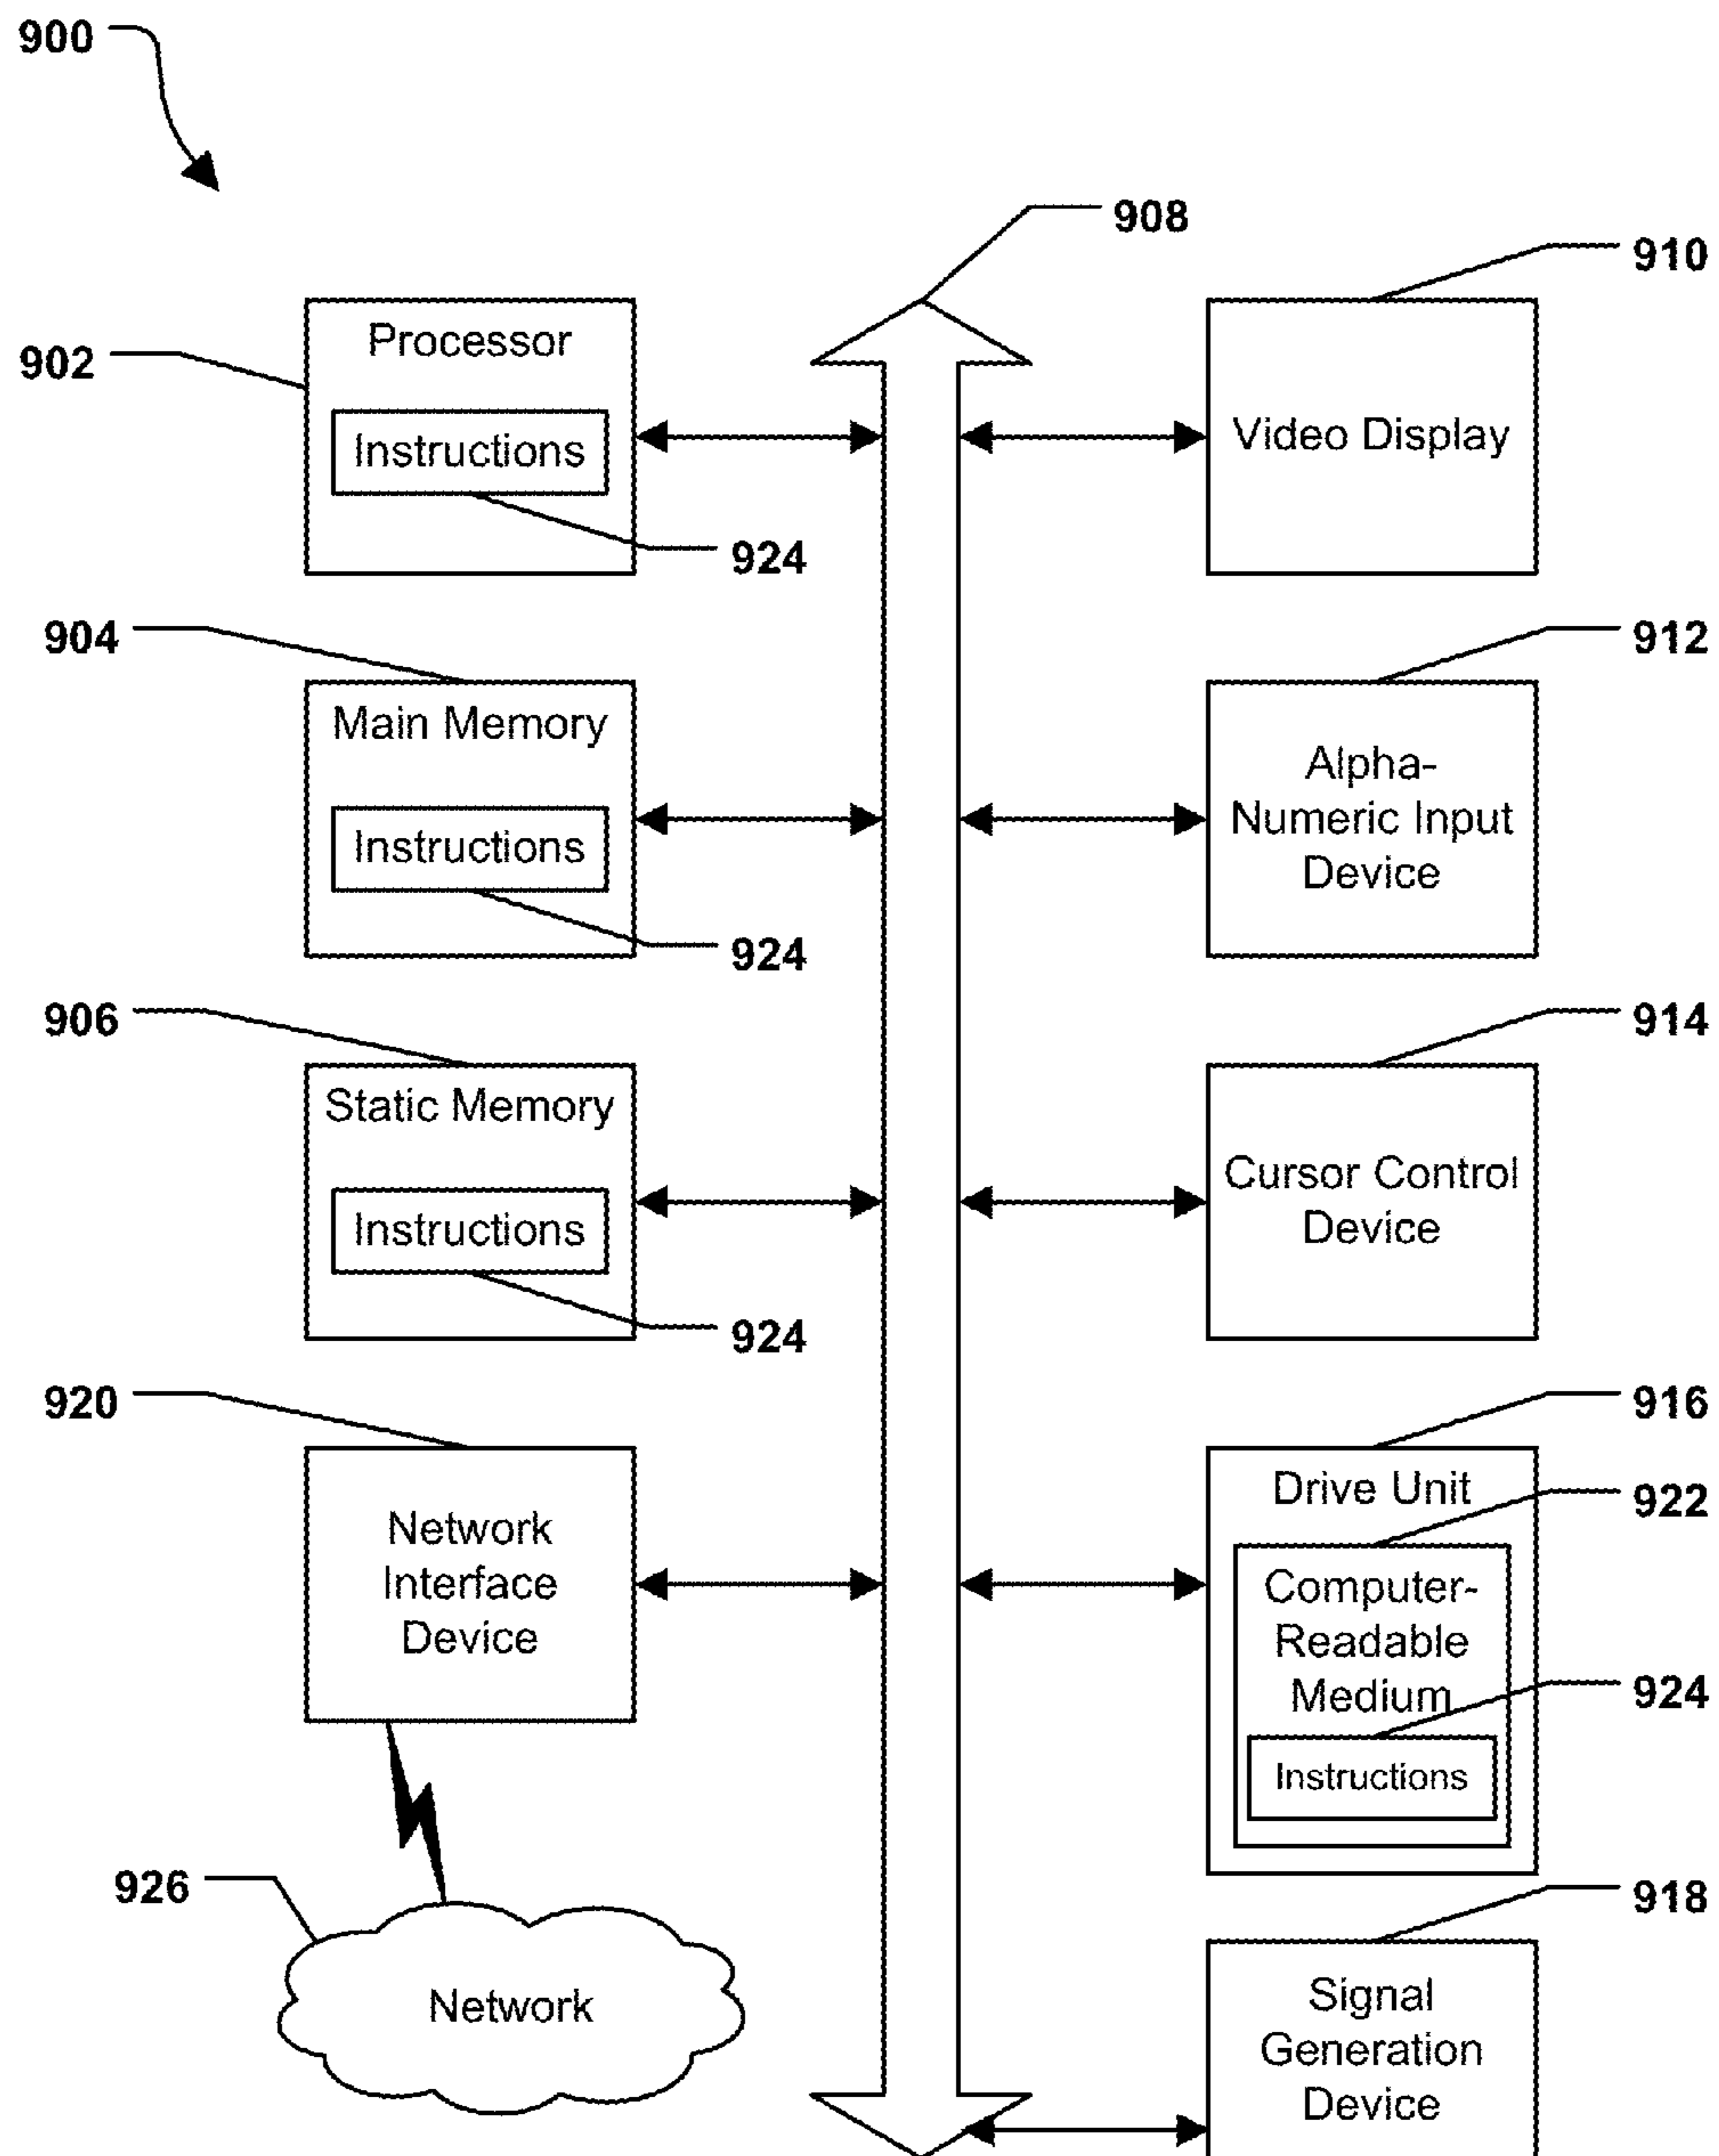 900
908
910
902
Processor
Instructions
924
Video Display
904
Main Memory
Instructions
924
912
Alpha-
Numeric Input
Device
906
Static Memory
Instructions
924
914
Cursor Control
Device
920
Network
Interface
Device
916
Drive Unit
922
Computer-
Readable
Medium
924
Instructions
926
Network
918
Signal
Generation
Device